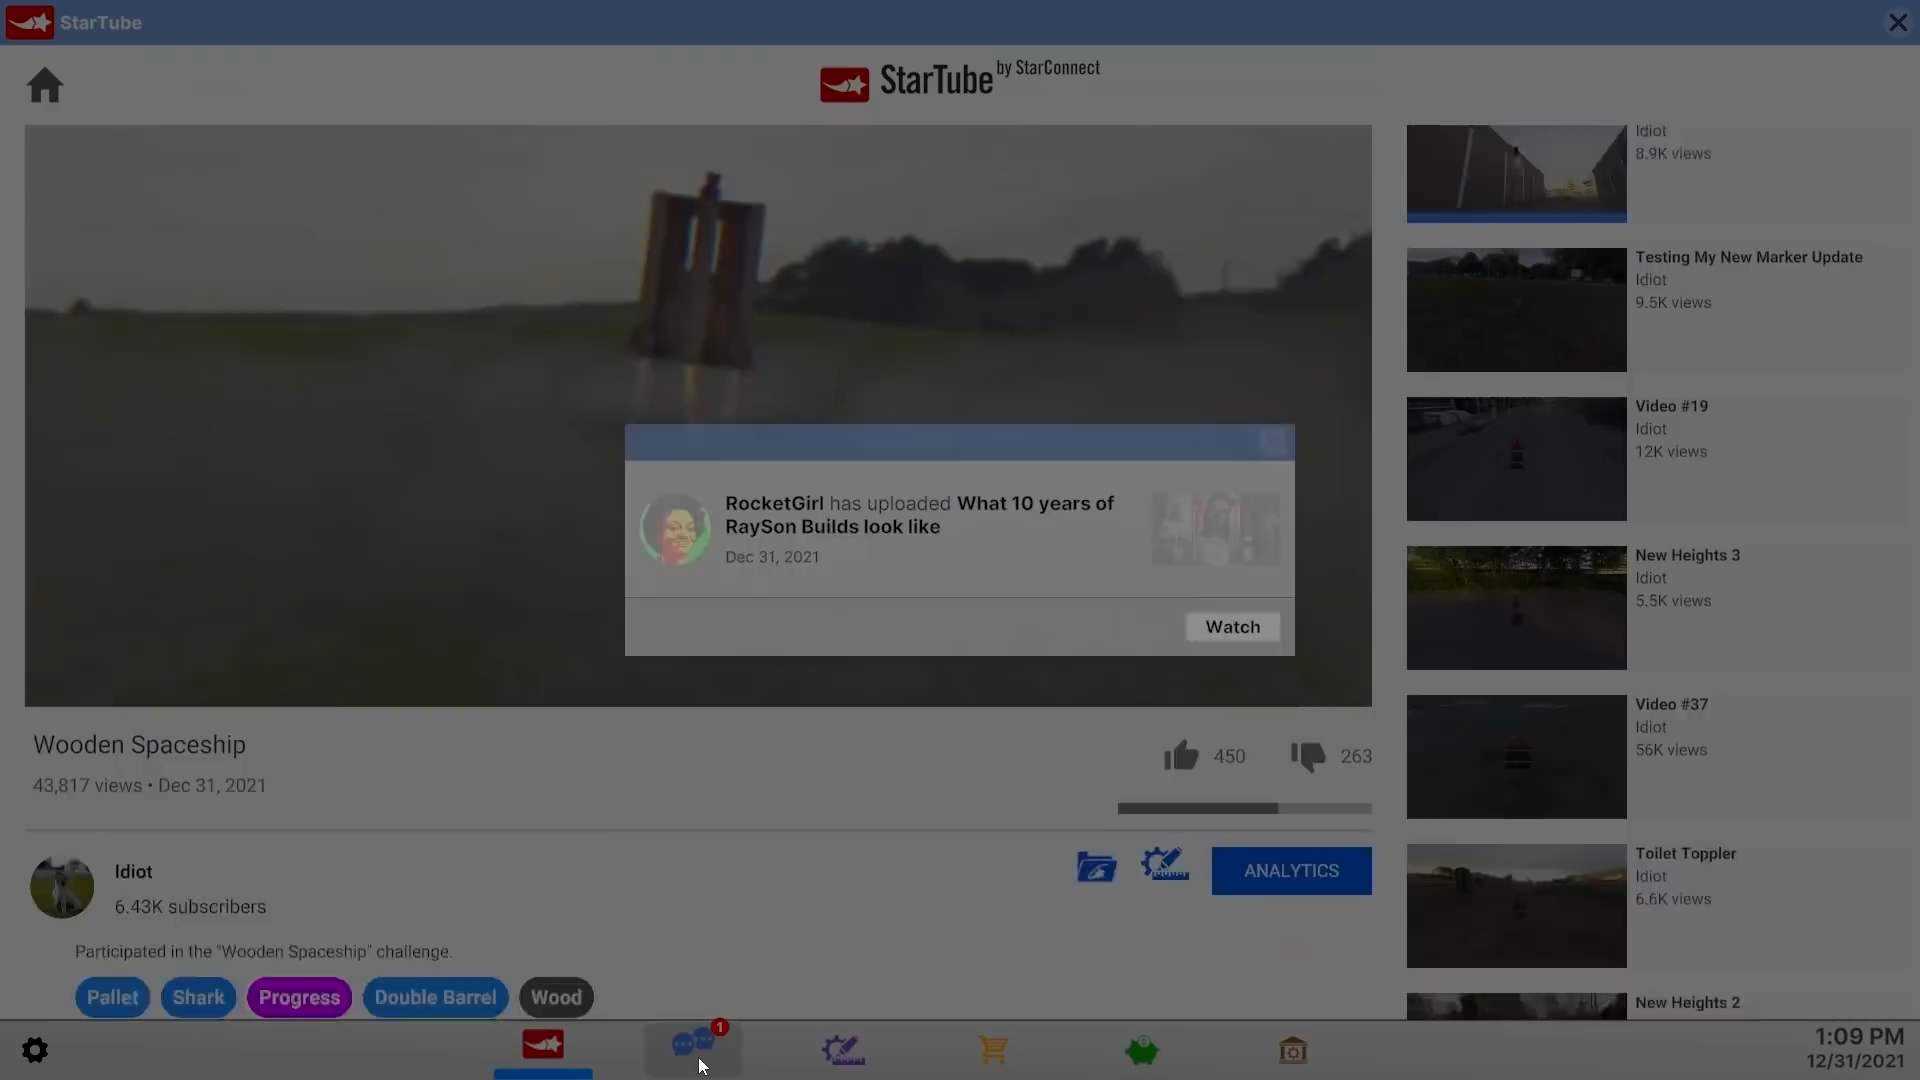 StarTube
StarTube by StarConnect
Idiot
8.9K views
Testing My New Marker Update
Idiot
9.5K views
Video #19
Idiot
12K views
New Heights 3
Idiot
5.5K views
Video #37
Idiot
56K views
Toilet Toppler
Idiot
6.6K views
New Heights 2
RocketGirl has uploaded What 10 years of
RaySon Builds look like
Dec 31, 2021
Watch
Wooden Spaceship
43,817 views • Dec 31, 2021
450 263
Idiot
6.43K subscribers
ANALYTICS
Participated in the "Wooden Spaceship" challenge.
Pallet Shark Progress Double Barrel Wood
1
1:09 PM
12/31/2021